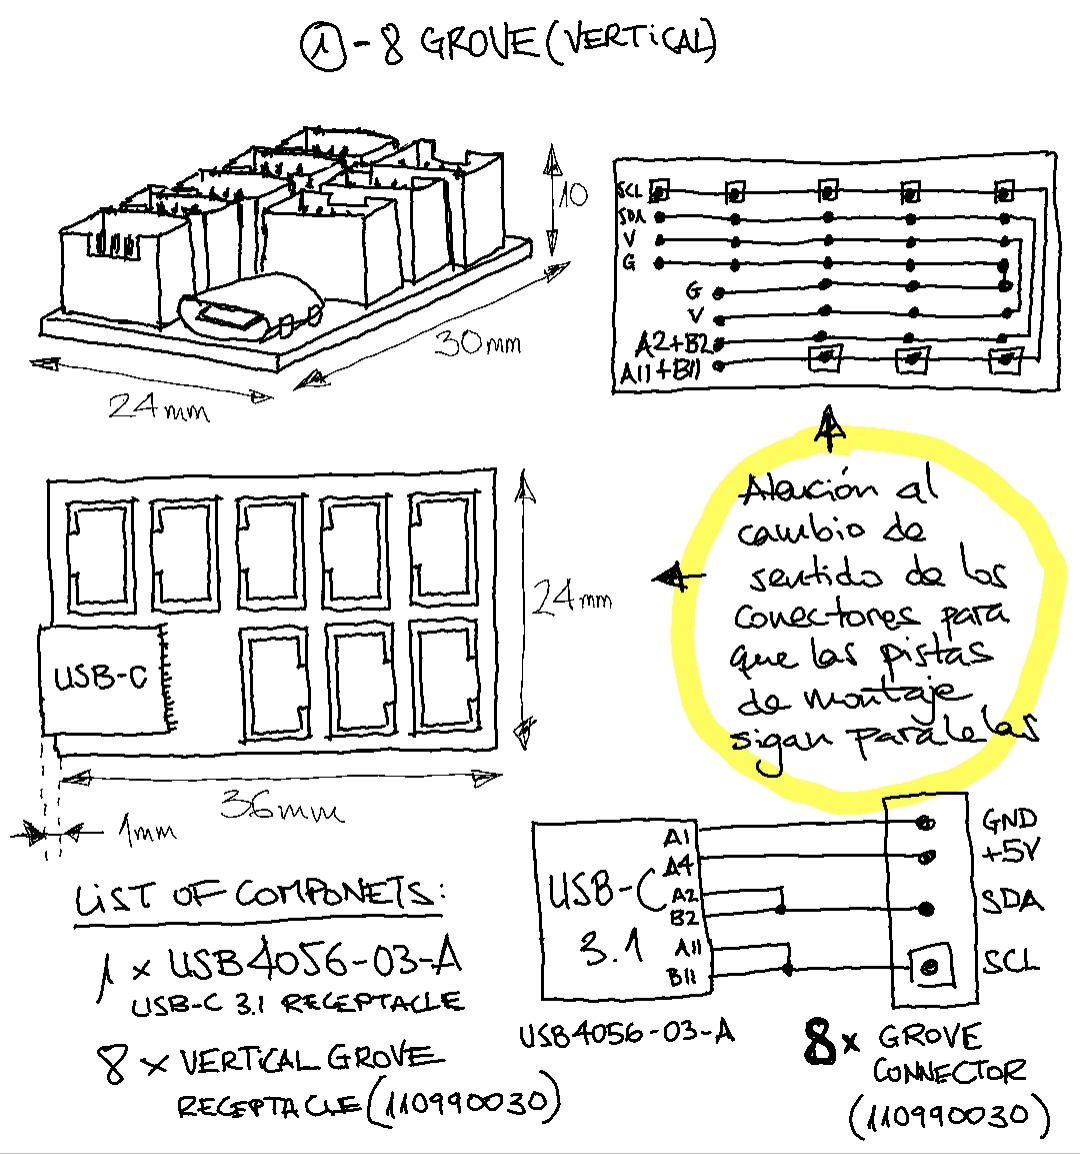 ① - 8 GROVE (VERTiCAL)
10
30mm
24mm
SCL
SDA
V
G
G
V
A2+B2
A11+B11
USB-C
24mm
36mm
1mm
Atención al
cambio de
sentido de los
conectores para
que las pistas
de montaje
sigan paralelas
LiST OF COMPONETS:
1 x USB4056-03-A
USB-C 3.1 RECEPTACLE
8 x VERTiCAL GROVE
RECEPTACLE (110990030)
USB-C
3.1
A1
A4
A2
B2
A11
B11
USB4056-03-A
GND
+5V
SDA
SCL
8x GROVE
CONNECTOR
(110990030)